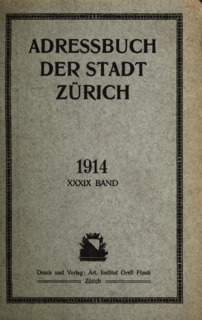 ADRESSBUCH
DER STADT
ZÜRICH
1914
XXXIX BAND
Druck und Verlag: Art. Institut Orell Füssli
Zürich